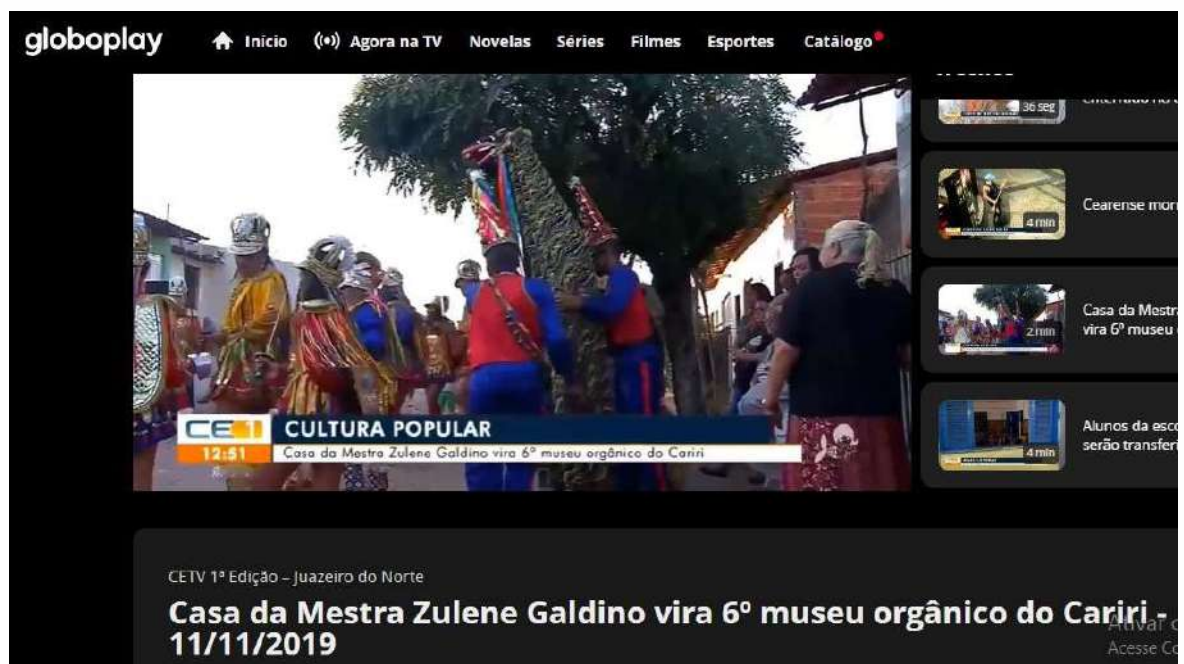 globoplay
Início
Agora na TV
Novelas
Séries
Filmes
Esportes
Catálogo
36 seg
4 min
Cearense
2 min
Casa da
vira 6º museu
4 min
Alunos da
serão
CE1
CULTURA POPULAR
12:51
Casa da Mestra Zulene Galdino vira 6º museu orgânico do Cariri
CETV 1ª Edição – Juazeiro do Norte
Casa da Mestra Zulene Galdino vira 6º museu orgânico do Cariri -
11/11/2019
Acesse